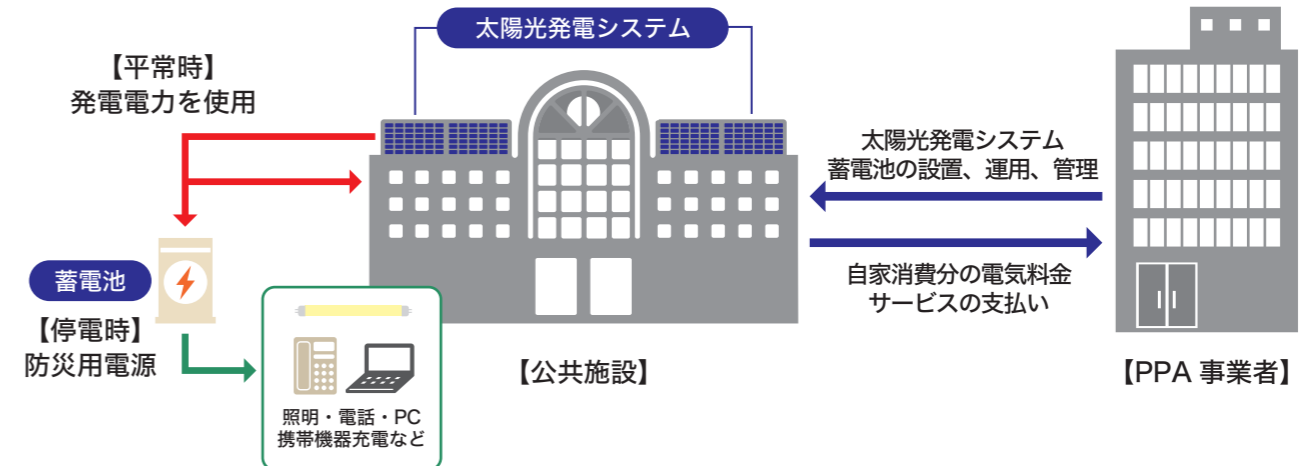 太陽光発電システム
【平常時】
発電電力を使用
太陽光発電システム
蓄電池の設置、運用、管理
自家消費分の電気料金
サービスの支払い
蓄電池
【停電時】
防災用電源
照明・電話・PC
携帯機器充電など
【公共施設】
【PPA 事業者】